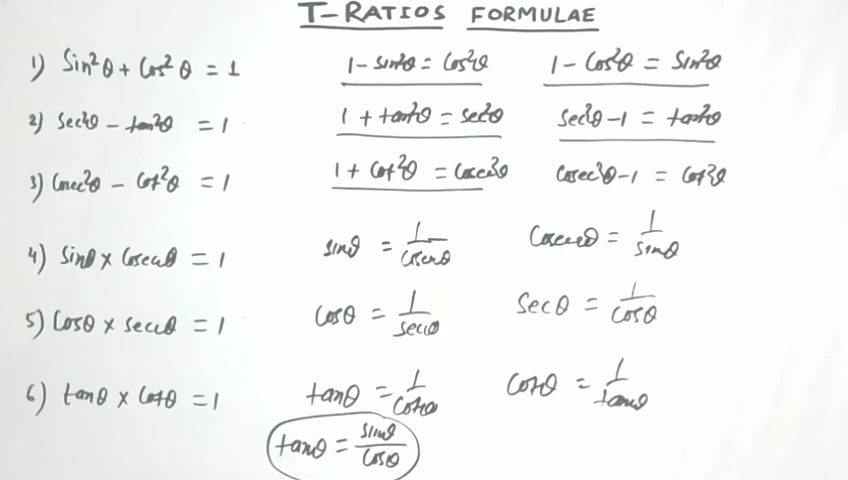 T-RATIOS FORMULAE
1) Sin²θ + Cos²θ = 1 1 - sin²θ = Cos²θ 1 - Cos²θ = Sin²θ
2) Sec²θ - tan²θ = 1 1 + tan²θ = sec²θ sec²θ - 1 = tan²θ
3) Cosec²θ - Cot²θ = 1 1 + Cot²θ = Cosec²θ Cosec²θ - 1 = Cot²θ
4) Sinθ × Cosecθ = 1 sinθ = 1/Cosecθ Cosecθ = 1/Sinθ
5) Cosθ × secθ = 1 Cosθ = 1/secθ Secθ = 1/Cosθ
6) tanθ × Cotθ = 1 tanθ = 1/Cotθ Cotθ = 1/tanθ
tanθ = Sinθ/Cosθ